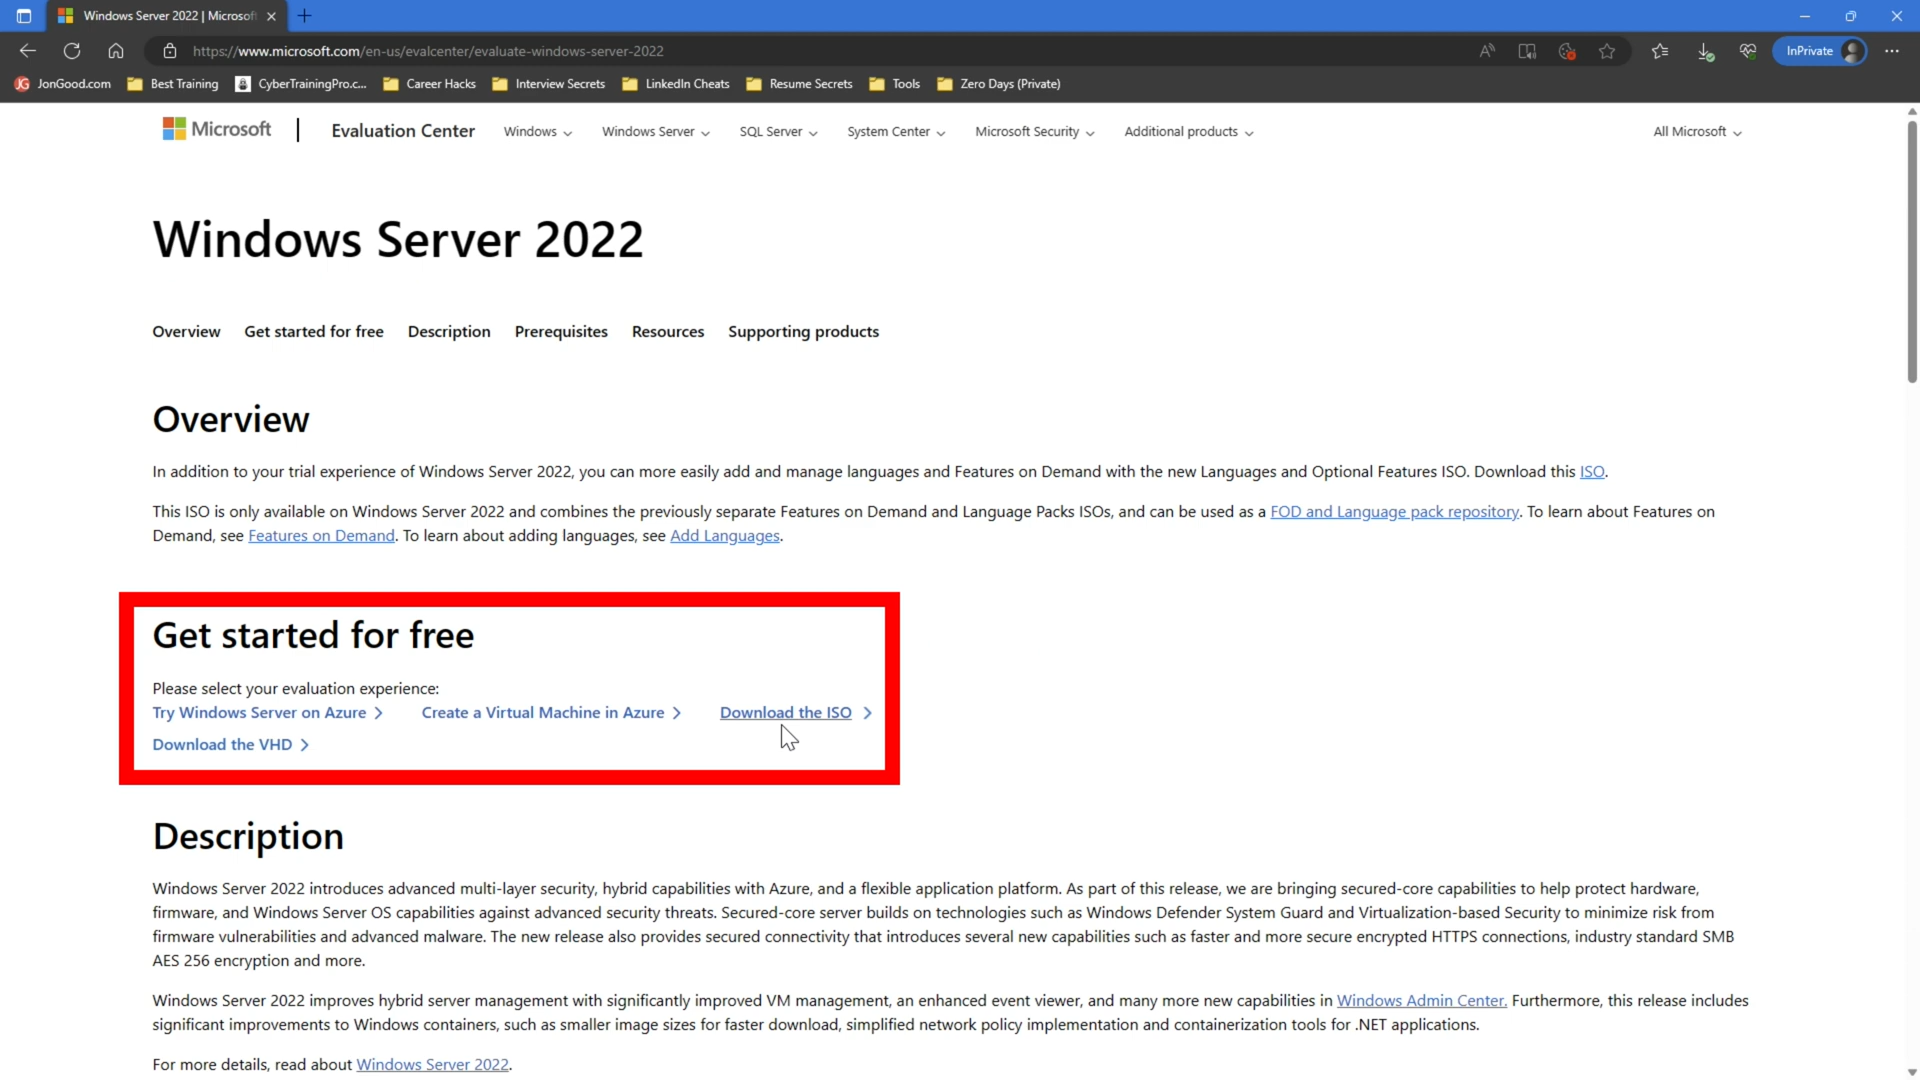 Windows Server 2022 | Microsof
https://www.microsoft.com/en-us/evalcenter/evaluate-windows-server-2022
InPrivate
JonGood.com Best Training CyberTrainingPro.c... Career Hacks Interview Secrets LinkedIn Cheats Resume Secrets Tools Zero Days (Private)
Microsoft Evaluation Center Windows Windows Server SQL Server System Center Microsoft Security Additional products All Microsoft
Windows Server 2022
Overview Get started for free Description Prerequisites Resources Supporting products
Overview
In addition to your trial experience of Windows Server 2022, you can more easily add and manage languages and Features on Demand with the new Languages and Optional Features ISO. Download this ISO.
This ISO is only available on Windows Server 2022 and combines the previously separate Features on Demand and Language Packs ISOs, and can be used as a FOD and Language pack repository. To learn about Features on
Demand, see Features on Demand. To learn about adding languages, see Add Languages.
Get started for free
Please select your evaluation experience:
Try Windows Server on Azure Create a Virtual Machine in Azure Download the ISO
Download the VHD
Description
Windows Server 2022 introduces advanced multi-layer security, hybrid capabilities with Azure, and a flexible application platform. As part of this release, we are bringing secured-core capabilities to help protect hardware,
firmware, and Windows Server OS capabilities against advanced security threats. Secured-core server builds on technologies such as Windows Defender System Guard and Virtualization-based Security to minimize risk from
firmware vulnerabilities and advanced malware. The new release also provides secured connectivity that introduces several new capabilities such as faster and more secure encrypted HTTPS connections, industry standard SMB
AES 256 encryption and more.
Windows Server 2022 improves hybrid server management with significantly improved VM management, an enhanced event viewer, and many more new capabilities in Windows Admin Center. Furthermore, this release includes
significant improvements to Windows containers, such as smaller image sizes for faster download, simplified network policy implementation and containerization tools for .NET applications.
For more details, read about Windows Server 2022.